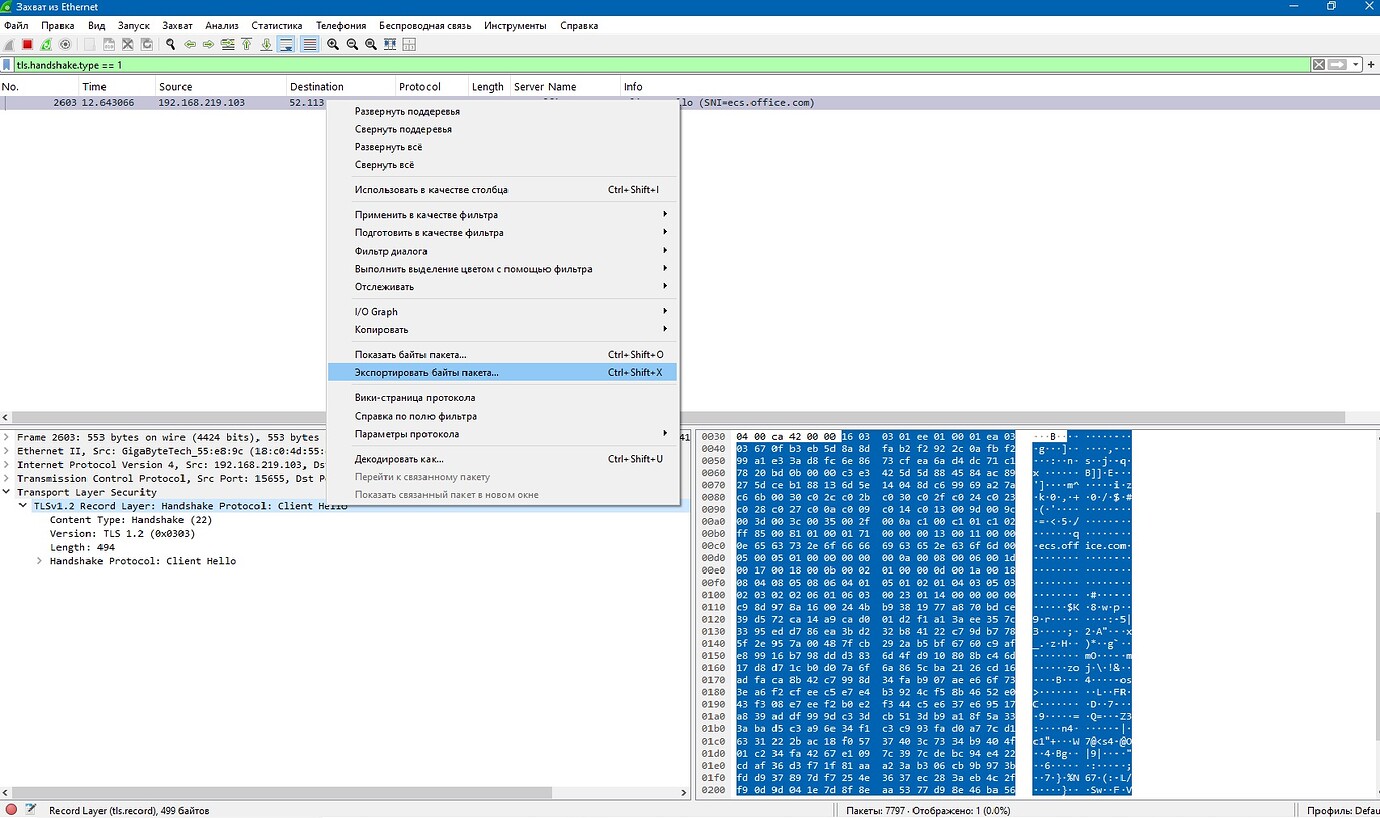 Захват из Ethernet
Файл Правка Вид Запуск Захват Анализ Статистика Телефония Беспроводная связь Инструменты Справка
tls.handshake.type == 1
No. Time Source Destination Protocol Length Server Name Info
2603 12.643066 192.168.219.103 52.113 lo (SNI=ecs.office.com)
Развернуть поддеревья
Свернуть поддеревья
Развернуть всё
Свернуть всё
Использовать в качестве столбца Ctrl+Shift+I
Применить в качестве фильтра
Подготовить в качестве фильтра
Фильтр диалога
Выполнить выделение цветом с помощью фильтра
Отслеживать
I/O Graph
Копировать
Показать байты пакета... Ctrl+Shift+O
Экспортировать байты пакета... Ctrl+Shift+X
Вики-страница протокола
Справка по полю фильтра
Параметры протокола
Декодировать как... Ctrl+Shift+U
Перейти к связанному пакету
Показать связанный пакет в новом окне
Frame 2603: 553 bytes on wire (4424 bits), 553 bytes
Ethernet II, Src: GigaByteTech_55:e8:9c (18:c0:4d:55:
Internet Protocol Version 4, Src: 192.168.219.103, Ds
Transmission Control Protocol, Src Port: 15655, Dst P
Transport Layer Security
TLSv1.2 Record Layer: Handshake Protocol: Client Hello
Content Type: Handshake (22)
Version: TLS 1.2 (0x0303)
Length: 494
Handshake Protocol: Client Hello
0030 04 00 ca 42 00 00 16 03 03 01 ee 01 00 01 ea 03
0040 03 67 0f b3 eb 5d 8a 8d fa b2 f2 92 2c 0a fb f2
0050 99 a1 e3 3a d8 fc 6e 86 73 cf ea 6a d4 dc 71 c1
0060 78 20 bd 0b 00 00 c3 e3 42 5d 5d 88 45 84 ac 89
0070 27 5d ce b1 88 13 6d 5e 14 04 8d c6 99 69 a2 7a
0080 c6 6b 00 30 c0 2c c0 2b c0 30 c0 2f c0 24 c0 23
0090 c0 28 c0 27 c0 0a c0 09 c0 14 c0 13 00 9d 00 9c
00a0 00 3d 00 3c 00 35 00 2f 00 0a c1 00 c1 01 c1 02
00b0 ff 85 00 81 01 00 01 71 00 00 00 13 00 11 00 00
00c0 0e 65 63 73 2e 6f 66 66 69 63 65 2e 63 6f 6d 00 ·ecs.off ice.com·
00d0 05 00 05 01 00 00 00 00 00 0a 00 08 00 06 00 1d
00e0 00 17 00 18 00 0b 00 02 01 00 00 0d 00 1a 00 18
00f0 08 04 08 05 08 06 04 01 05 01 02 01 04 03 05 03
0100 02 03 02 02 06 01 06 03 00 23 01 14 00 00 00 00
0110 c9 8d 97 8a 16 00 24 4b b9 38 19 77 a8 70 bd ce
0120 39 d5 72 ca 14 a9 ca d0 01 d2 f1 a1 3a ee 35 7c
0130 33 95 ed d7 86 ea 3b d2 32 b8 41 22 c7 9d b7 78
0140 5f 2e 95 7a 00 48 7f cb 29 2a b5 bf 67 60 c9 af
0150 e8 99 16 b7 98 dd d3 83 6d 4f d9 10 80 8b c4 6d
0160 17 d8 d7 1c b0 d0 7a 6f 6a 86 5c ba 21 26 cd 16
0170 ad fa ca 8b 42 c7 99 8d 34 fa b9 07 ae e6 6f 73
0180 3e a6 f2 cf ee c5 e7 e4 b3 92 4c f5 8b 46 52 e0
0190 43 f3 08 e7 ee f2 b0 e2 f3 44 c5 e6 37 e6 95 17
01a0 a8 39 ad df 99 9d c3 3d cb 51 3d b9 a1 8f 5a 33
01b0 3a ba d5 c3 a9 6e 34 f1 c3 c9 93 fa d0 a7 7c d1
01c0 63 31 22 2b ac 18 f0 57 37 40 3c 73 34 b9 40 4f
01d0 01 c2 34 fa 42 67 e1 09 7c 39 7c de bc 94 e4 22
01e0 cd af 36 d3 f7 1f 81 aa a2 3a b3 06 cb 9b 97 3b
01f0 fd d9 37 89 7d f7 25 4e 36 37 ec 28 3a eb 4c 2f
0200 f9 0d 9d 04 1e 7d 8f 8e aa 53 77 d9 8e 46 ba 56
Record Layer (tls.record), 499 байтов
Пакеты: 7797 · Отображено: 1 (0.0%)
Профиль: Defau